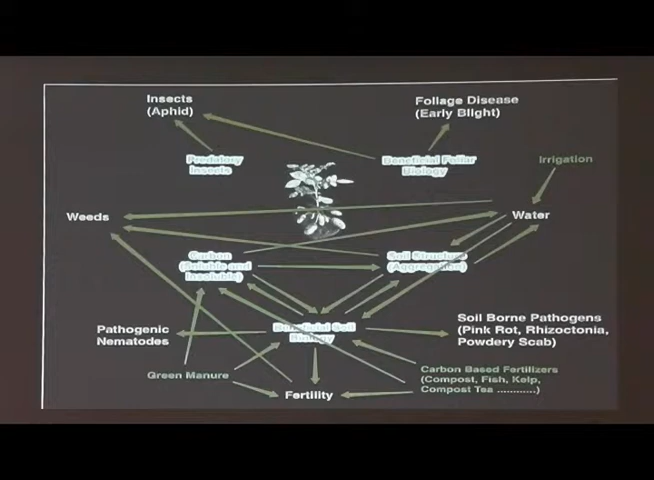 Insects
(Aphid)
Foliage Disease
(Early Blight)
Predatory
Insects
Beneficial Foliar
Biology
Irrigation
Weeds
Water
Carbon
(Soluble and
Insoluble)
Soil Structure
(Aggregation)
Beneficial Soil
Biology
Pathogenic
Nematodes
Soil Borne Pathogens
(Pink Rot, Rhizoctonia,
Powdery Scab)
Green Manure
Carbon Based Fertilizers
(Compost, Fish, Kelp,
Compost Tea ............)
Fertility